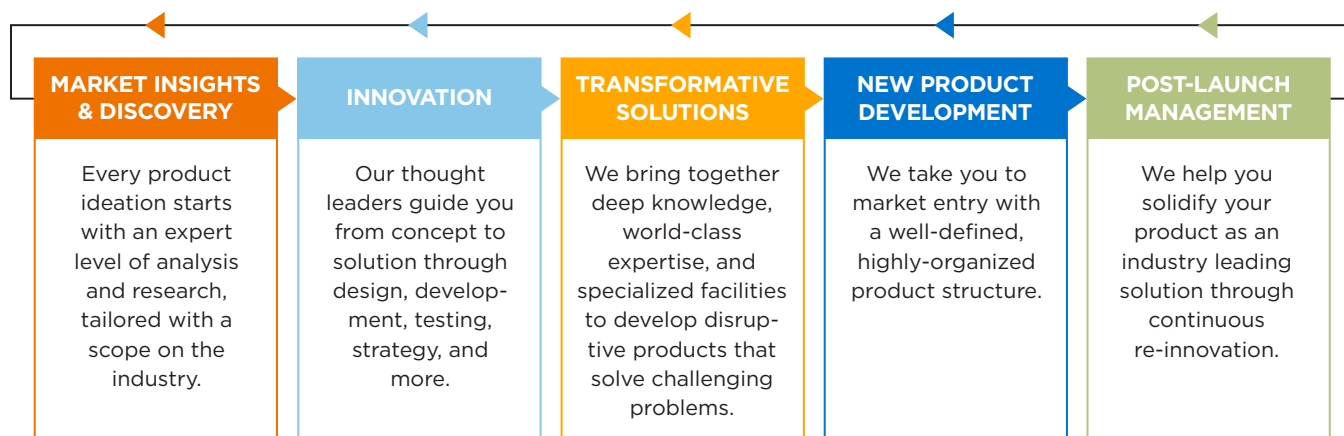 MARKET INSIGHTS
& DISCOVERY
Every product
ideation starts
with an expert
level of analysis
and research,
tailored with a
scope on the
industry.
INNOVATION
Our thought
leaders guide you
from concept to
solution through
design, develop-
ment, testing,
strategy, and
more.
TRANSFORMATIVE
SOLUTIONS
We bring together
deep knowledge,
world-class
expertise, and
specialized facilities
to develop disrup-
tive products that
solve challenging
problems.
NEW PRODUCT
DEVELOPMENT
We take you to
market entry with
a well-defined,
highly-organized
product structure.
POST-LAUNCH
MANAGEMENT
We help you
solidify your
product as an
industry leading
solution through
continuous
re-innovation.